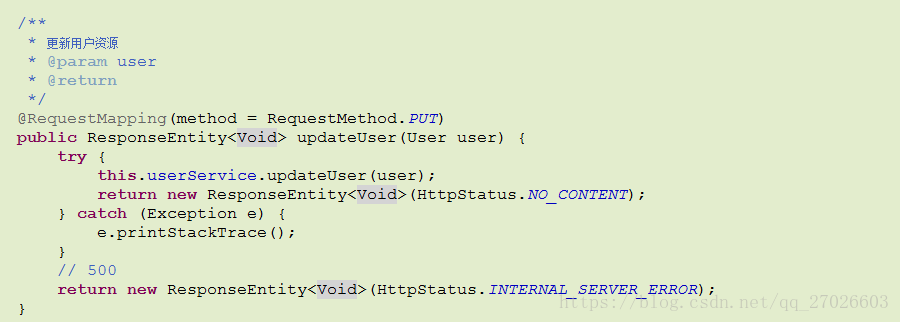 /**
 * 更新用户资源
 * @param user
 * @return
 */
@RequestMapping(method = RequestMethod.PUT)
public ResponseEntity<Void> updateUser(User user) {
    try {
        this.userService.updateUser(user);
        return new ResponseEntity<Void>(HttpStatus.NO_CONTENT);
    } catch (Exception e) {
        e.printStackTrace();
    }
    // 500
    return new ResponseEntity<Void>(HttpStatus.INTERNAL_SERVER_ERROR);
https://blog.csdn.net/qq_27026603
}